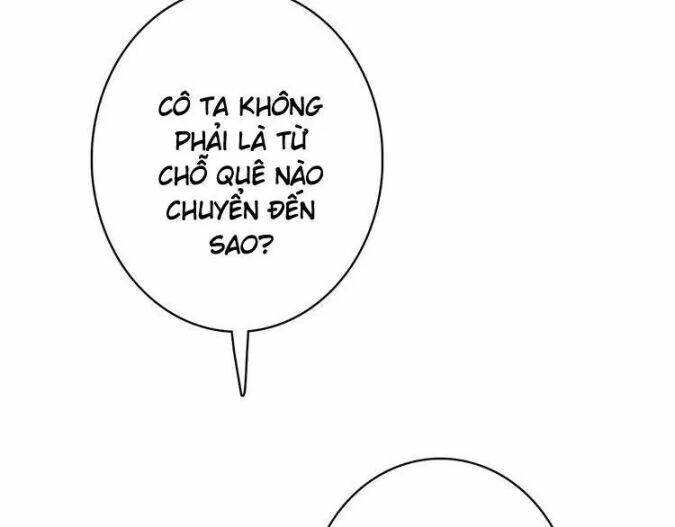 CÔ TA KHÔNG
PHẢI LÀ TỪ
CHỖ QUÊ NÀO
CHUYỂN ĐẾN
SAO?